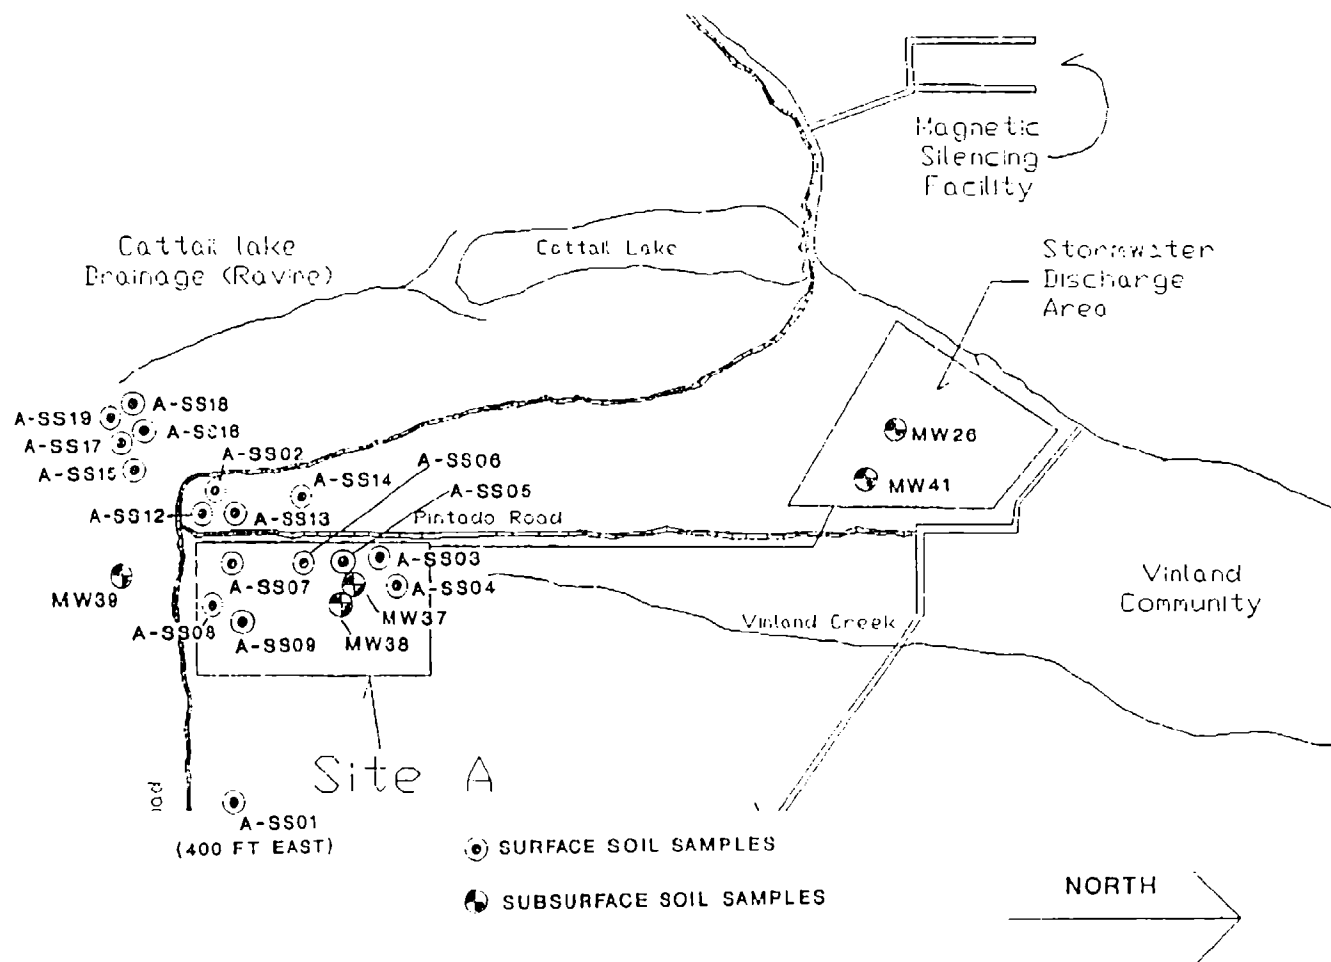 Magnetic
Silencing
Facility
Stormwater
Discharge
Area
Cattail lake
Drainage (Ravine)
Cattail Lake
A-SS18
A-SS19
A-SS16
A-SS17
A-SS02
A-SS06
A-SS15
A-SS14
A-SS05
A-SS12
A-SS13
Pintado Road
MW26
MW41
A-SS03
A-SS04
MW39
A-SS07
MW37
A-SS08
A-SS09
MW38
Vinland Creek
Vinland
Community
Site A
A-SS01
(400 FT EAST)
SURFACE SOIL SAMPLES
SUBSURFACE SOIL SAMPLES
NORTH